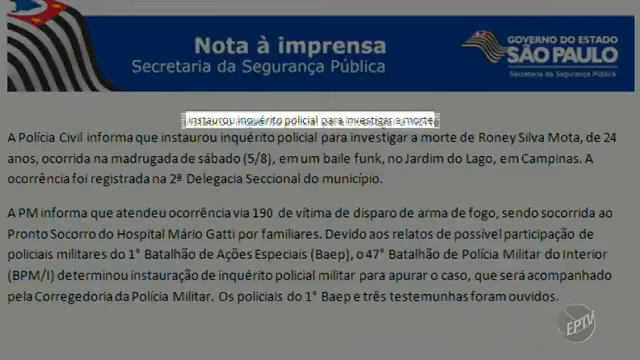 Nota à imprensa
Secretaria da Segurança Pública
GOVERNO DO ESTADO
SÃO PAULO
Secretaria da Segurança Pública
instaurou inquérito policial para investigar a morte
A Polícia Civil informa que instaurou inquérito policial para investigar a morte de Roney Silva Mota, de 24
anos, ocorrida na madrugada de sábado (5/8), em um baile funk, no Jardim do Lago, em Campinas. A
ocorrência foi registrada na 2ª Delegacia Seccional do município.
A PM informa que atendeu ocorrência via 190 de vítima de disparo de arma de fogo, sendo socorrida ao
Pronto Socorro do Hospital Mário Gatti por familiares. Devido aos relatos de possível participação de
policiais militares do 1° Batalhão de Ações Especiais (Baep), o 47° Batalhão de Polícia Militar do Interior
(BPM/I) determinou instauração de inquérito policial militar para apurar o caso, que será acompanhado
pela Corregedoria da Polícia Militar. Os policiais do 1° Baep e três testemunhas foram ouvidos.
EPTV